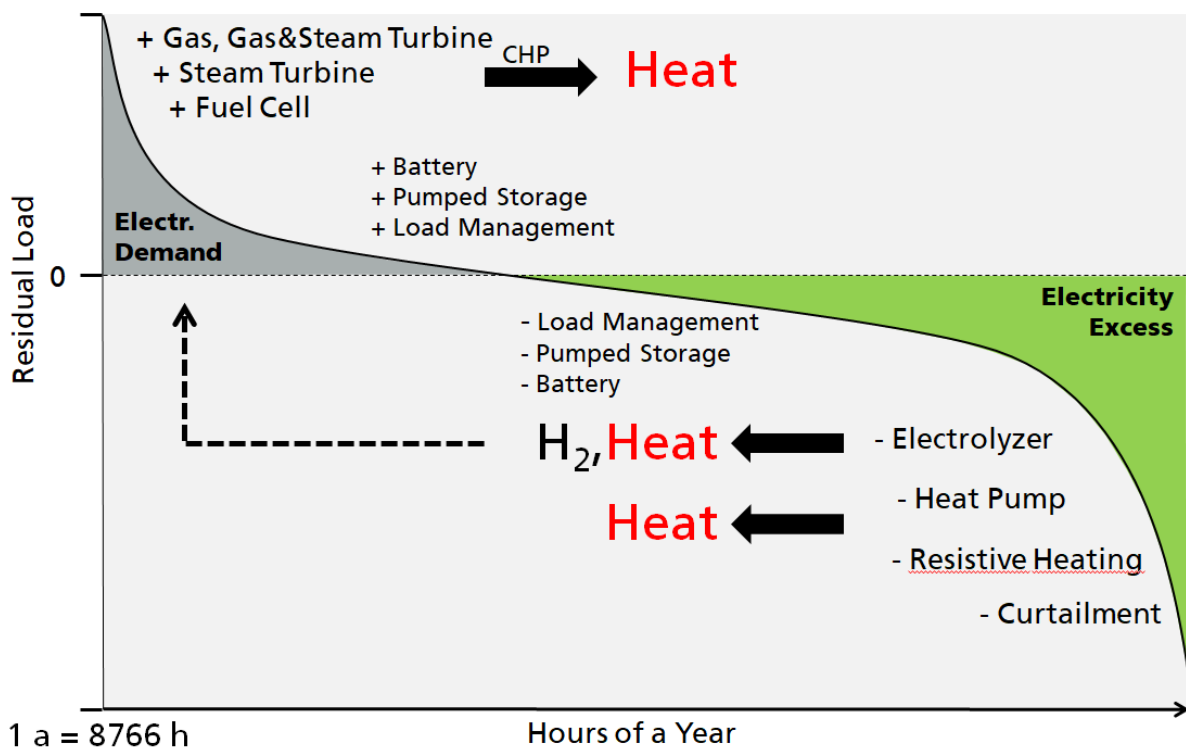 + Gas, Gas&Steam Turbine
+ Steam Turbine
+ Fuel Cell
CHP
Heat
+ Battery
+ Pumped Storage
+ Load Management
Electr.
Demand
Residual Load
0
Electricity
Excess
- Load Management
- Pumped Storage
- Battery
H₂, Heat
- Electrolyzer
- Heat Pump
Heat
- Resistive Heating
- Curtailment
1 a = 8766 h
Hours of a Year